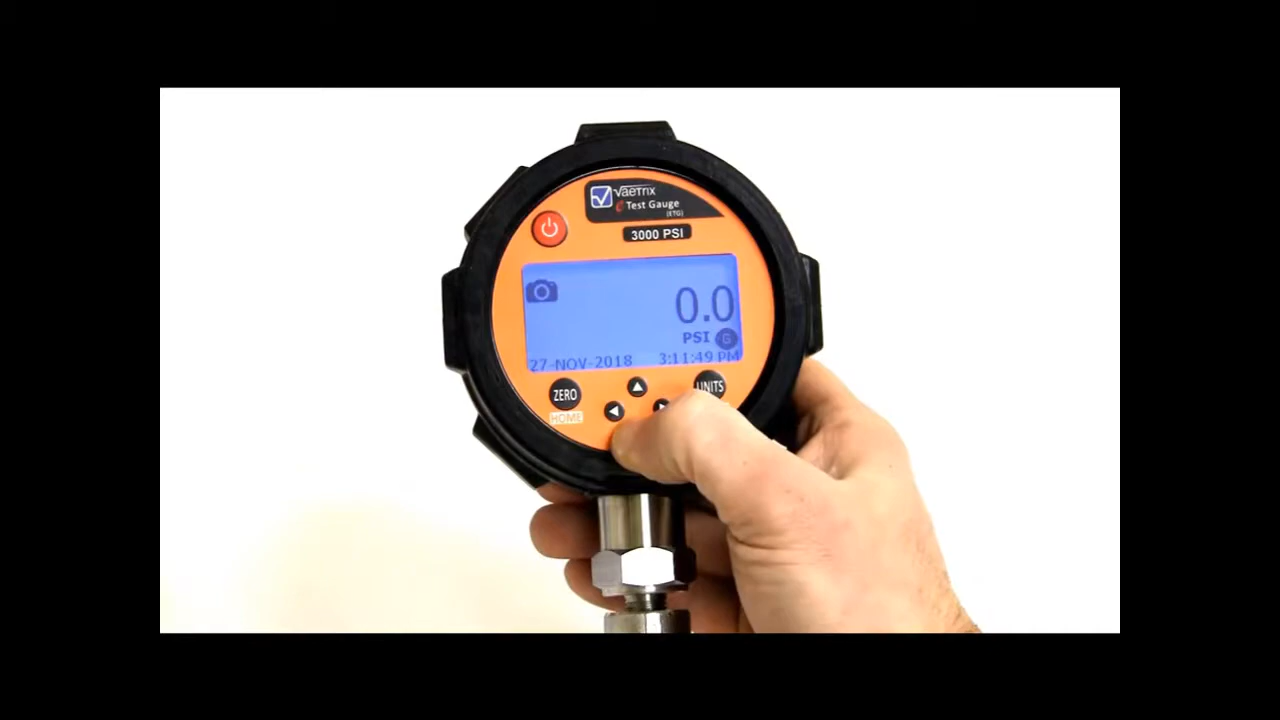 VaeTrix
e Test Gauge
(ETG)
3000 PSI
0.0
PSI G
27-NOV-2018 3:11:49 PM
ZERO UNITS
HOME